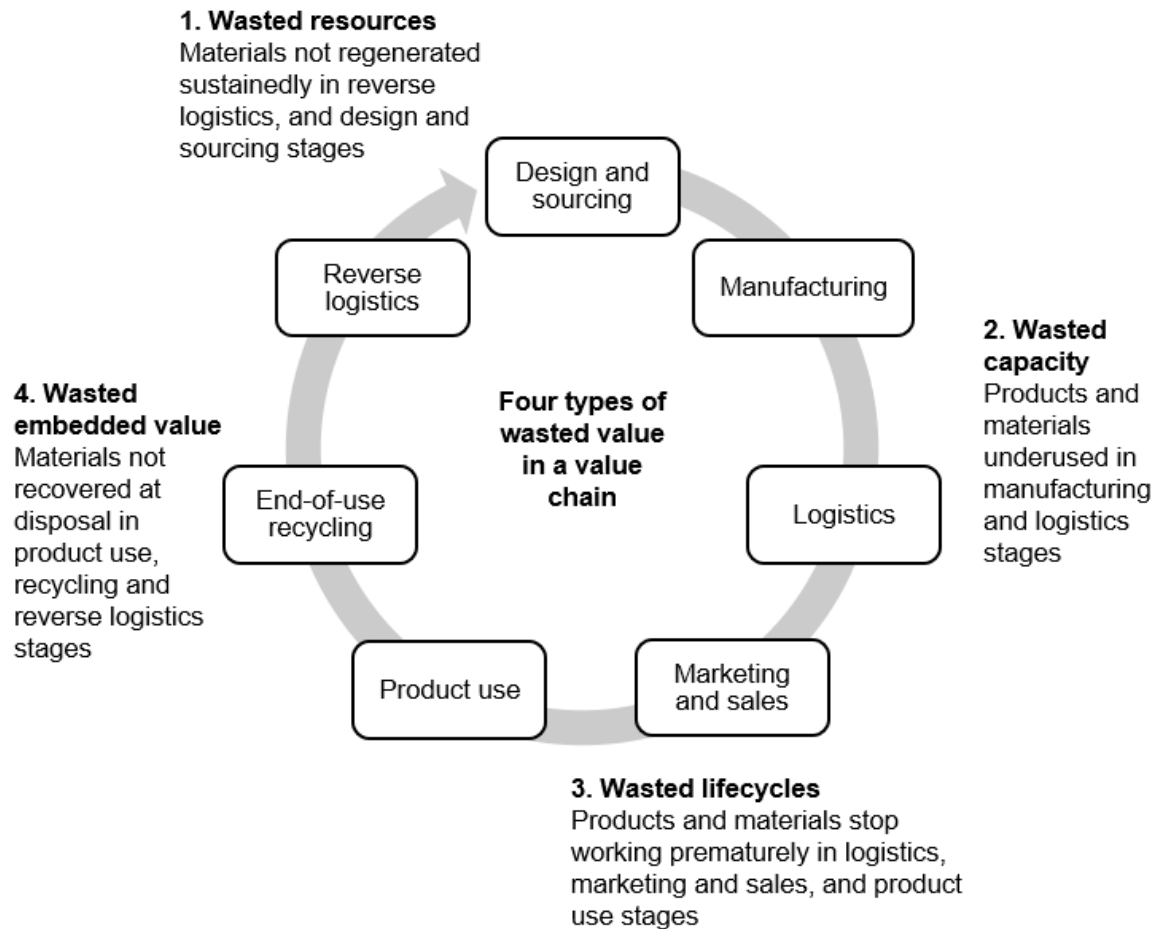 1. Wasted resources
Materials not regenerated
sustainedly in reverse
logistics, and design and
sourcing stages
Design and
sourcing
Manufacturing
2. Wasted
capacity
Products and
materials
underused in
manufacturing
and logistics
stages
Logistics
Marketing
and sales
3. Wasted lifecycles
Products and materials stop
working prematurely in logistics,
marketing and sales, and product
use stages
Product use
End-of-use
recycling
4. Wasted
embedded value
Materials not
recovered at
disposal in
product use,
recycling and
reverse logistics
stages
Reverse
logistics
Four types of
wasted value
in a value
chain